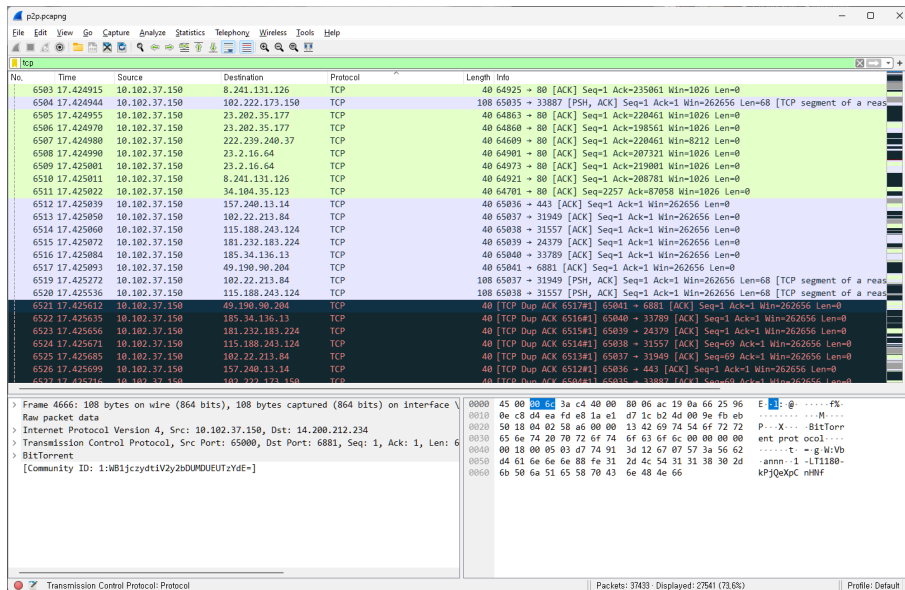 p2p.pcapng
File Edit View Go Capture Analyze Statistics Telephony Wireless Tools Help
tcp
No. Time Source Destination Protocol Length Info
6503 17.424915 10.102.37.150 8.241.131.126 TCP 40 64925 → 80 [ACK] Seq=1 Ack=235061 Win=1026 Len=0
6504 17.424944 10.102.37.150 102.222.173.150 TCP 108 65035 → 33887 [PSH, ACK] Seq=1 Ack=1 Win=262656 Len=68 [TCP segment of a reas
6505 17.424955 10.102.37.150 23.202.35.177 TCP 40 64863 → 80 [ACK] Seq=1 Ack=220461 Win=1026 Len=0
6506 17.424970 10.102.37.150 23.202.35.177 TCP 40 64860 → 80 [ACK] Seq=1 Ack=198561 Win=1026 Len=0
6507 17.424980 10.102.37.150 222.239.240.37 TCP 40 64609 → 80 [ACK] Seq=1 Ack=220461 Win=8212 Len=0
6508 17.424990 10.102.37.150 23.2.16.64 TCP 40 64901 → 80 [ACK] Seq=1 Ack=207321 Win=1026 Len=0
6509 17.425001 10.102.37.150 23.2.16.64 TCP 40 64973 → 80 [ACK] Seq=1 Ack=219001 Win=1026 Len=0
6510 17.425011 10.102.37.150 8.241.131.126 TCP 40 64921 → 80 [ACK] Seq=1 Ack=208781 Win=1026 Len=0
6511 17.425022 10.102.37.150 34.104.35.123 TCP 40 64701 → 80 [ACK] Seq=2257 Ack=87058 Win=1026 Len=0
6512 17.425039 10.102.37.150 157.240.13.14 TCP 40 65036 → 443 [ACK] Seq=1 Ack=1 Win=262656 Len=0
6513 17.425050 10.102.37.150 102.22.213.84 TCP 40 65037 → 31949 [ACK] Seq=1 Ack=1 Win=262656 Len=0
6514 17.425060 10.102.37.150 115.188.243.124 TCP 40 65038 → 31557 [ACK] Seq=1 Ack=1 Win=262656 Len=0
6515 17.425072 10.102.37.150 181.232.183.224 TCP 40 65039 → 24379 [ACK] Seq=1 Ack=1 Win=262656 Len=0
6516 17.425084 10.102.37.150 185.34.136.13 TCP 40 65040 → 33789 [ACK] Seq=1 Ack=1 Win=262656 Len=0
6517 17.425093 10.102.37.150 49.190.90.204 TCP 40 65041 → 6881 [ACK] Seq=1 Ack=1 Win=262656 Len=0
6519 17.425272 10.102.37.150 102.22.213.84 TCP 108 65037 → 31949 [PSH, ACK] Seq=1 Ack=1 Win=262656 Len=68 [TCP segment of a reas
6520 17.425536 10.102.37.150 115.188.243.124 TCP 108 65038 → 31557 [PSH, ACK] Seq=1 Ack=1 Win=262656 Len=68 [TCP segment of a reas
6521 17.425612 10.102.37.150 49.190.90.204 TCP 40 [TCP Dup ACK 6517#1] 65041 → 6881 [ACK] Seq=1 Ack=1 Win=262656 Len=0
6522 17.425635 10.102.37.150 185.34.136.13 TCP 40 [TCP Dup ACK 6516#1] 65040 → 33789 [ACK] Seq=1 Ack=1 Win=262656 Len=0
6523 17.425656 10.102.37.150 181.232.183.224 TCP 40 [TCP Dup ACK 6515#1] 65039 → 24379 [ACK] Seq=1 Ack=1 Win=262656 Len=0
6524 17.425671 10.102.37.150 115.188.243.124 TCP 40 [TCP Dup ACK 6514#1] 65038 → 31557 [ACK] Seq=69 Ack=1 Win=262656 Len=0
6525 17.425685 10.102.37.150 102.22.213.84 TCP 40 [TCP Dup ACK 6513#1] 65037 → 31949 [ACK] Seq=69 Ack=1 Win=262656 Len=0
6526 17.425699 10.102.37.150 157.240.13.14 TCP 40 [TCP Dup ACK 6512#1] 65036 → 443 [ACK] Seq=1 Ack=1 Win=262656 Len=0
6527 17.425716 10.102.37.150 102.222.173.150 TCP 40 [TCP Dup ACK 6504#1] 65035 → 33887 [ACK] Seq=69 Ack=1 Win=262656 Len=0
Frame 4666: 108 bytes on wire (864 bits), 108 bytes captured (864 bits) on interface \
Raw packet data
Internet Protocol Version 4, Src: 10.102.37.150, Dst: 14.200.212.234
Transmission Control Protocol, Src Port: 65000, Dst Port: 6881, Seq: 1, Ack: 1, Len: 6
BitTorrent
[Community ID: 1:WB1jczydtiV2y2bDUMDUEUTzYdE=]
0000 45 00 00 6c 3a c4 40 00 80 06 ac 19 0a 66 25 96 E··l:·@· ·····f%·
0010 0e c8 d4 ea fd e8 1a e1 d7 1c b2 4d 00 9e fb eb ········ ···M····
0020 50 18 04 02 58 a6 00 00 13 42 69 74 54 6f 72 72 P···X··· ·BitTorr
0030 65 6e 74 20 70 72 6f 74 6f 63 6f 6c 00 00 00 00 ent prot ocol····
0040 00 18 00 05 03 d7 74 91 3d 12 67 07 57 3a 56 62 ······t· =·g·W:Vb
0050 d4 61 6e 6e 6e 88 fe 31 2d 4c 54 31 31 38 30 2d ·annn··1 -LT1180-
0060 6b 50 6a 51 65 58 70 43 6e 48 4e 66 kPjQeXpC nHNf
Transmission Control Protocol: Protocol
Packets: 37433 · Displayed: 27541 (73.6%)
Profile: Default